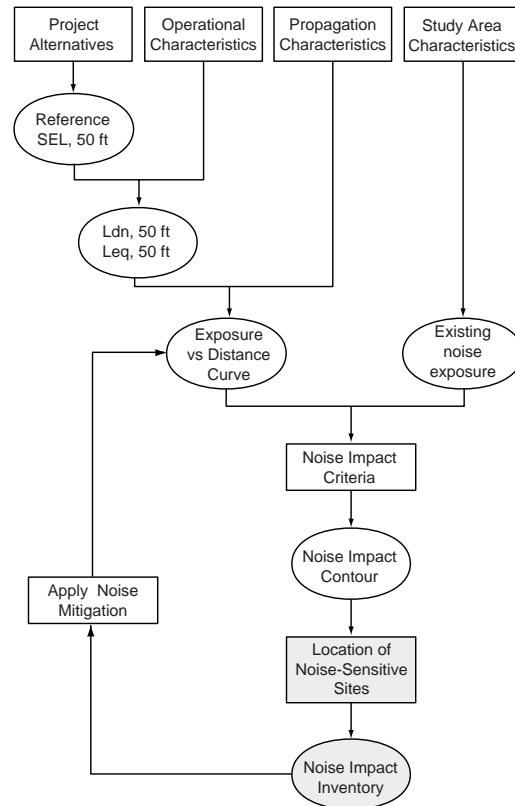 Project
Alternatives
Operational
Characteristics
Propagation
Characteristics
Study Area
Characteristics
Reference
SEL, 50 ft
Ldn, 50 ft
Leq, 50 ft
Exposure
vs Distance
Curve
Existing
noise
exposure
Noise Impact
Criteria
Noise Impact
Contour
Apply Noise
Mitigation
Location of
Noise-Sensitive
Sites
Noise Impact
Inventory